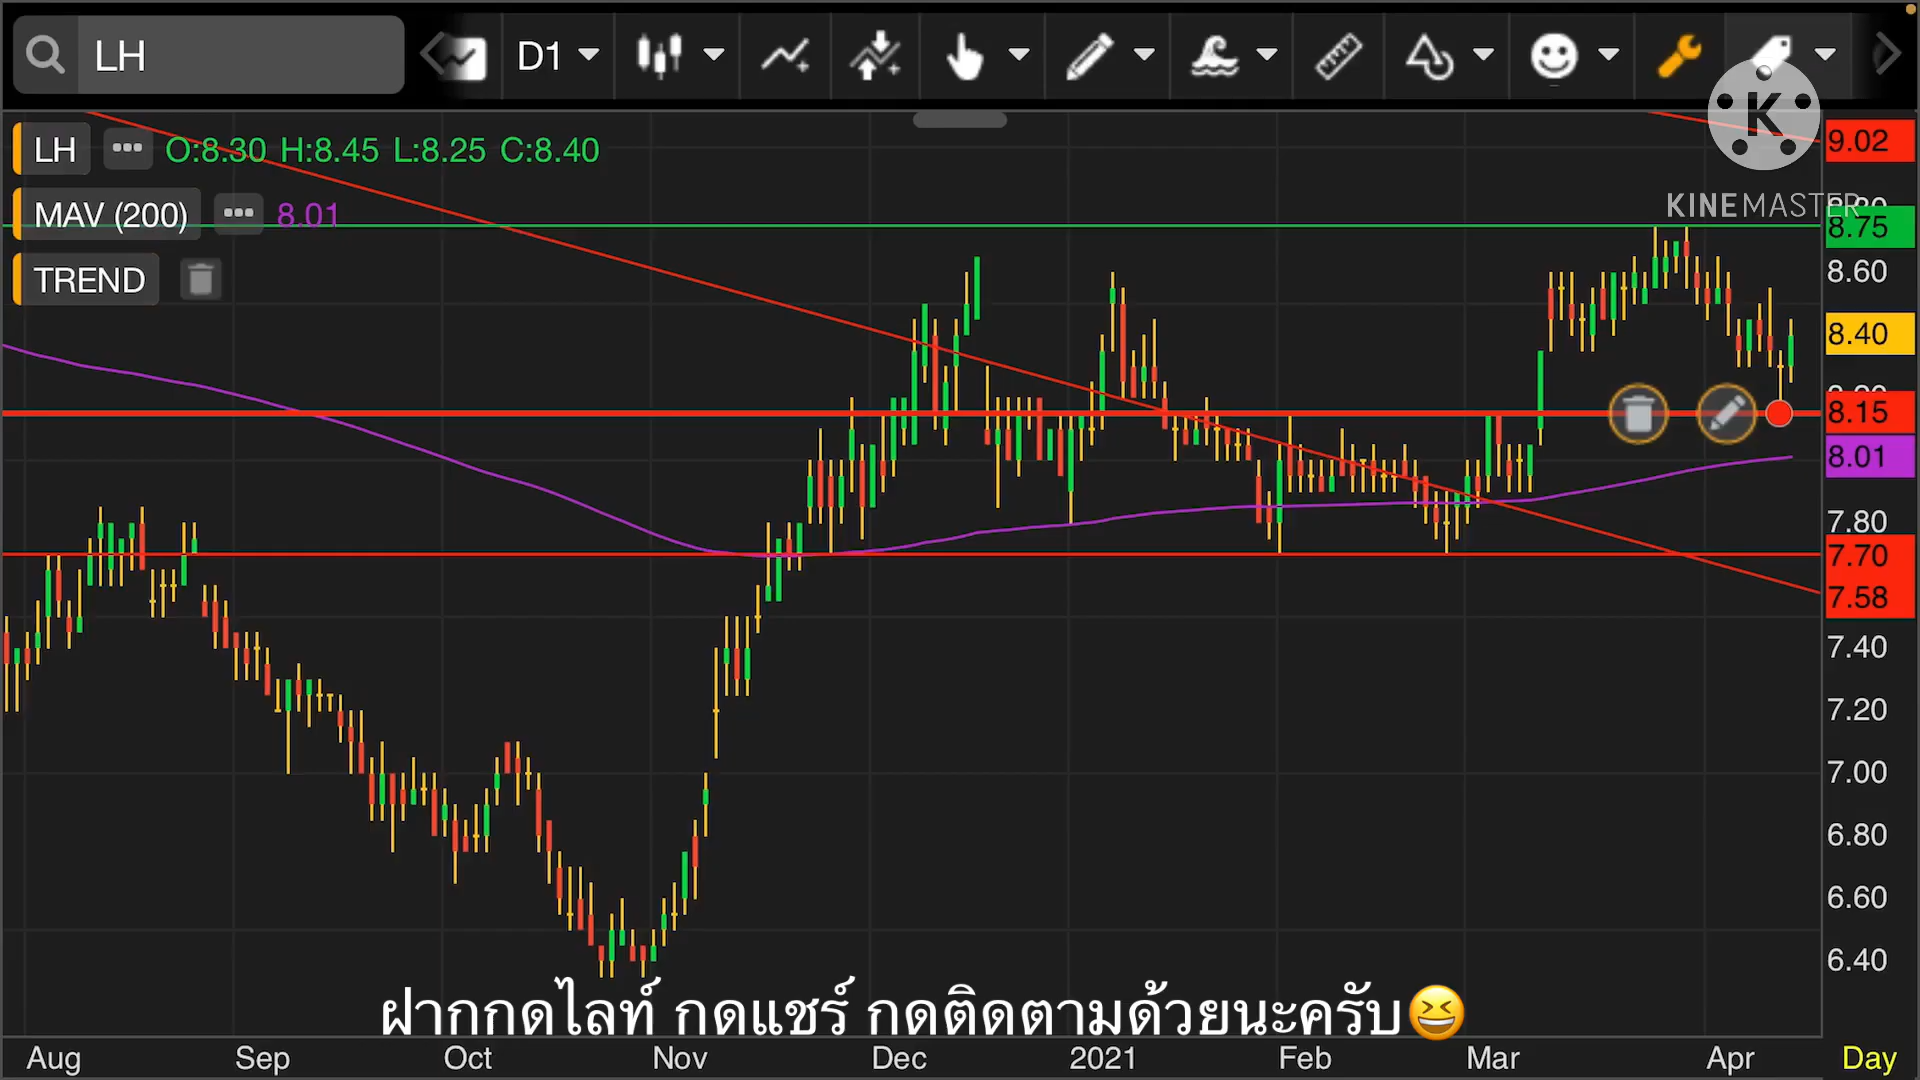 LH
D1
LH ••• O:8.30 H:8.45 L:8.25 C:8.40
MAV (200) ••• 8.01
TREND
K
KINEMASTER
9.02
8.75
8.60
8.40
8.15
8.01
7.80
7.70
7.58
7.40
7.20
7.00
6.80
6.60
6.40
ฝากกดไลท์ กดแชร์ กดติดตามด้วยนะครับ😆
Aug Sep Oct Nov Dec 2021 Feb Mar Apr Day